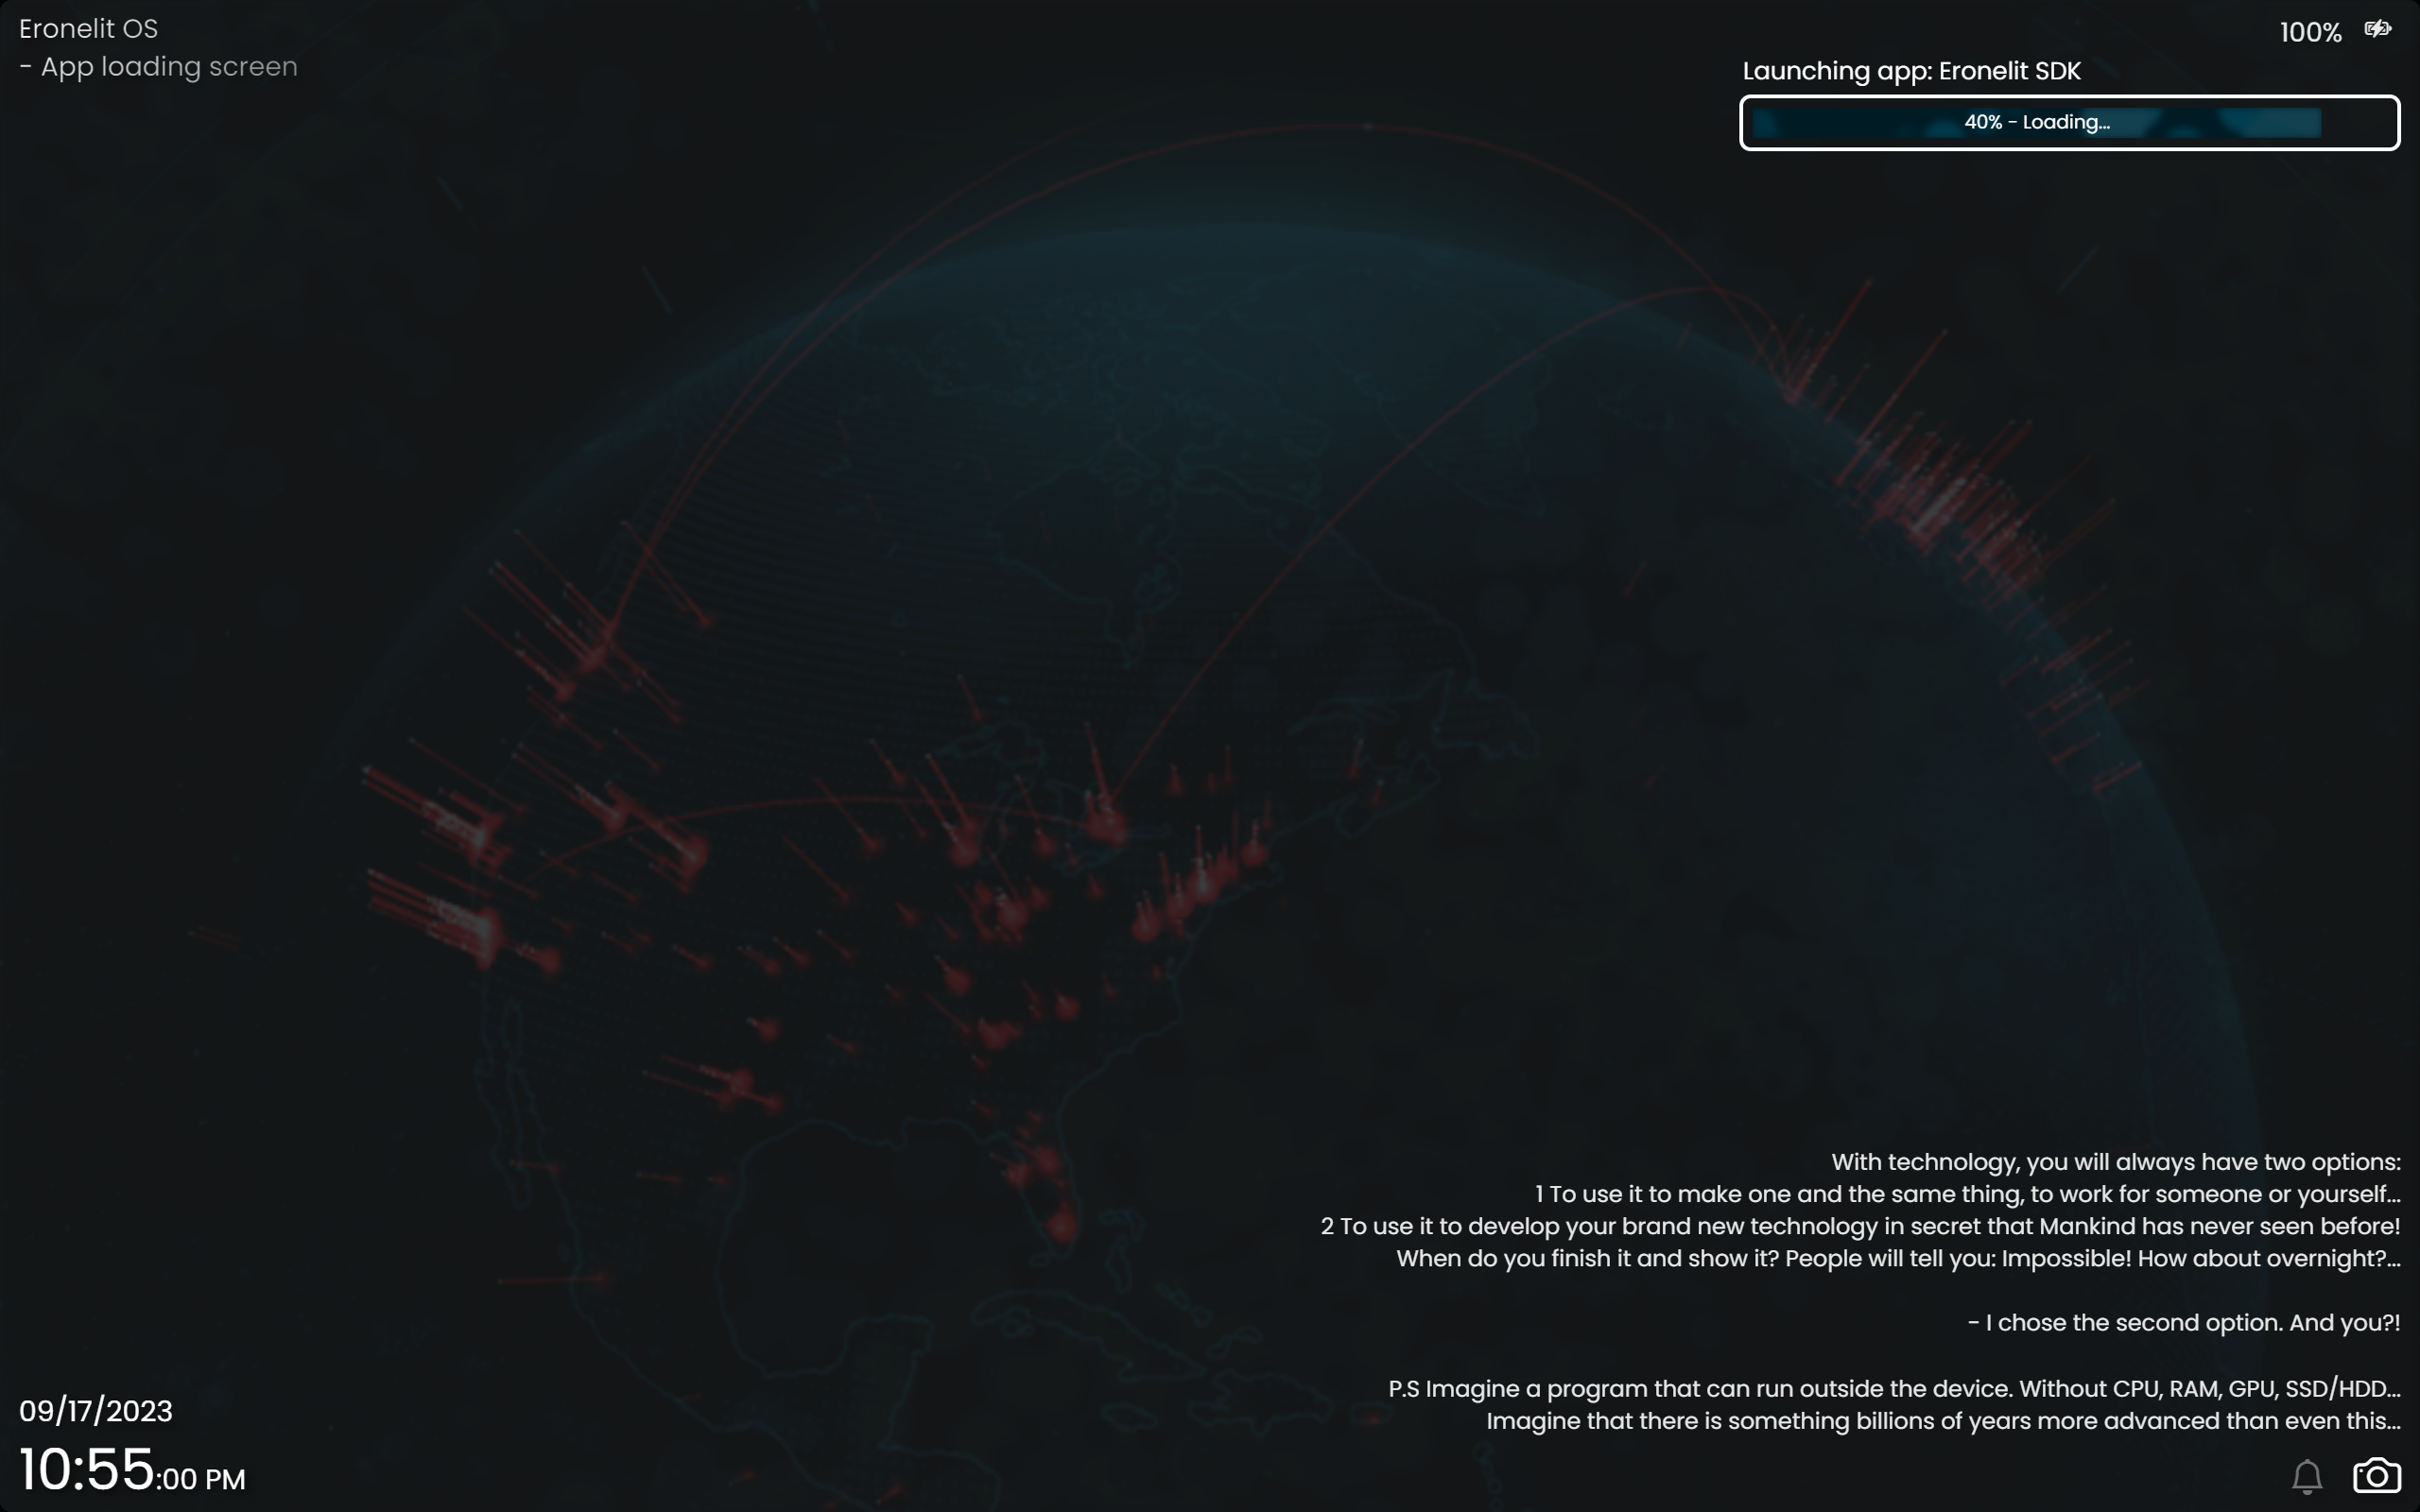 Eronelit OS
- App loading screen
100%
Launching app: Eronelit SDK
40% - Loading...
With technology, you will always have two options:
1 To use it to make one and the same thing, to work for someone or yourself...
2 To use it to develop your brand new technology in secret that Mankind has never seen before!
When do you finish it and show it? People will tell you: Impossible! How about overnight?...
- I chose the second option. And you?!
P.S Imagine a program that can run outside the device. Without CPU, RAM, GPU, SSD/HDD...
Imagine that there is something billions of years more advanced than even this...
09/17/2023
10:55:00 PM